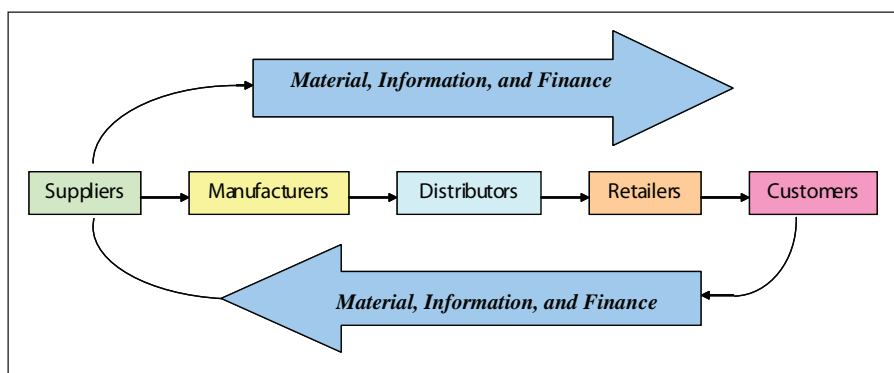 Material, Information, and Finance
Suppliers
Manufacturers
Distributors
Retailers
Customers
Material, Information, and Finance